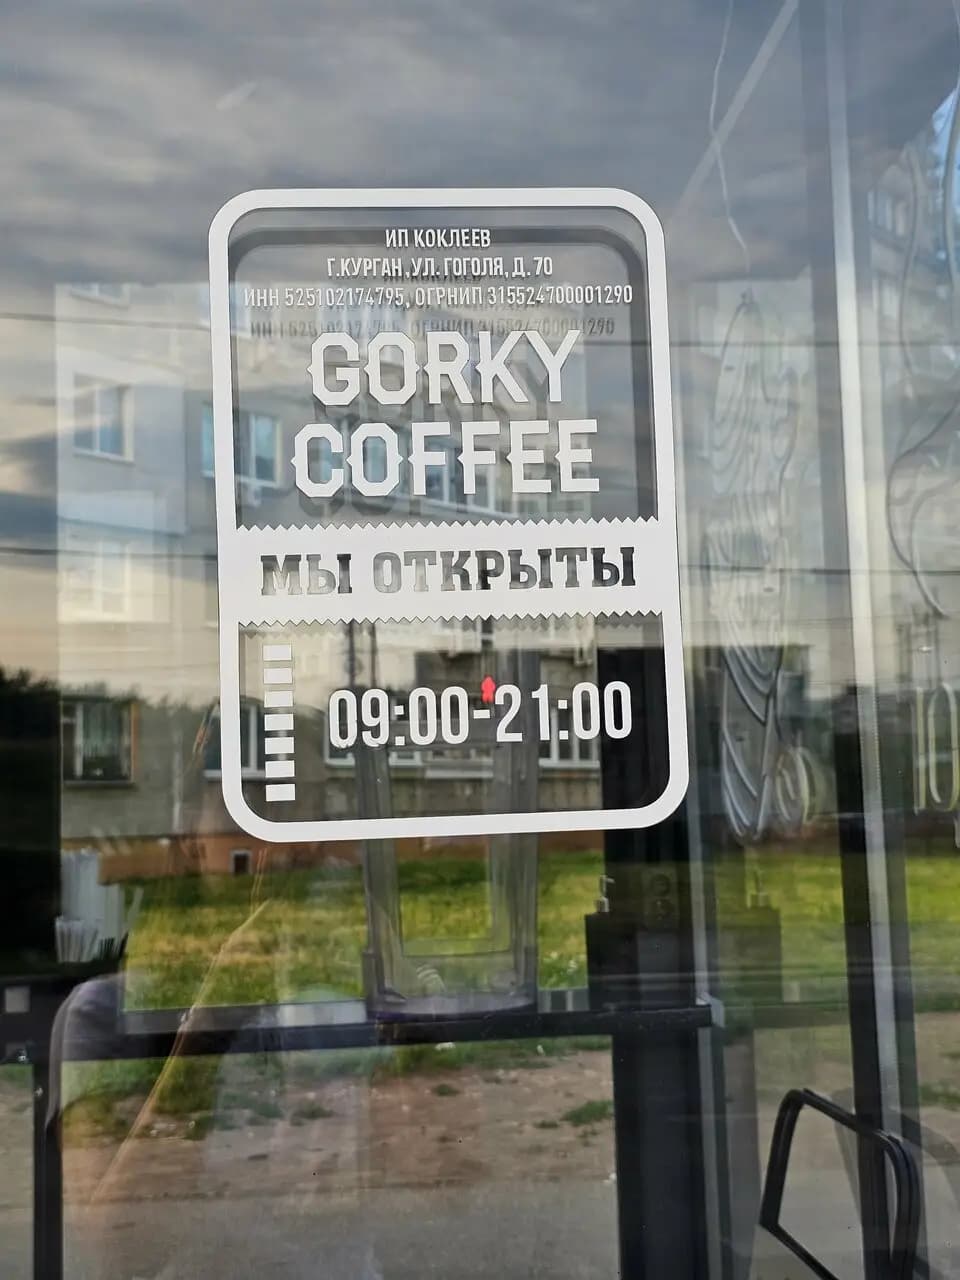 ИП КОКЛЕЕВ
Г.КУРГАН, УЛ. ГОГОЛЯ, Д. 70
ИНН 525102174795, ОГРНИП 315524700001290
GORKY
COFFEE
МЫ ОТКРЫТЫ
09:00-21:00